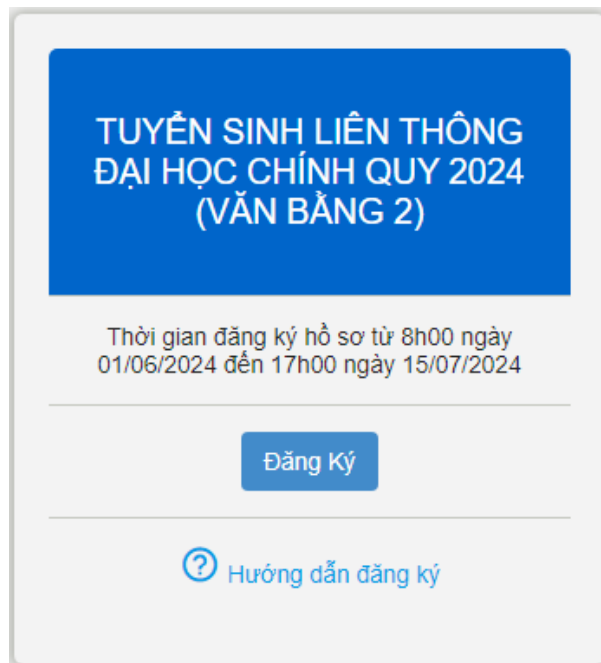 TUYỂN SINH LIÊN THÔNG
ĐẠI HỌC CHÍNH QUY 2024
(VĂN BẰNG 2)
Thời gian đăng ký hồ sơ từ 8h00 ngày
01/06/2024 đến 17h00 ngày 15/07/2024
Đăng Ký
Hướng dẫn đăng ký